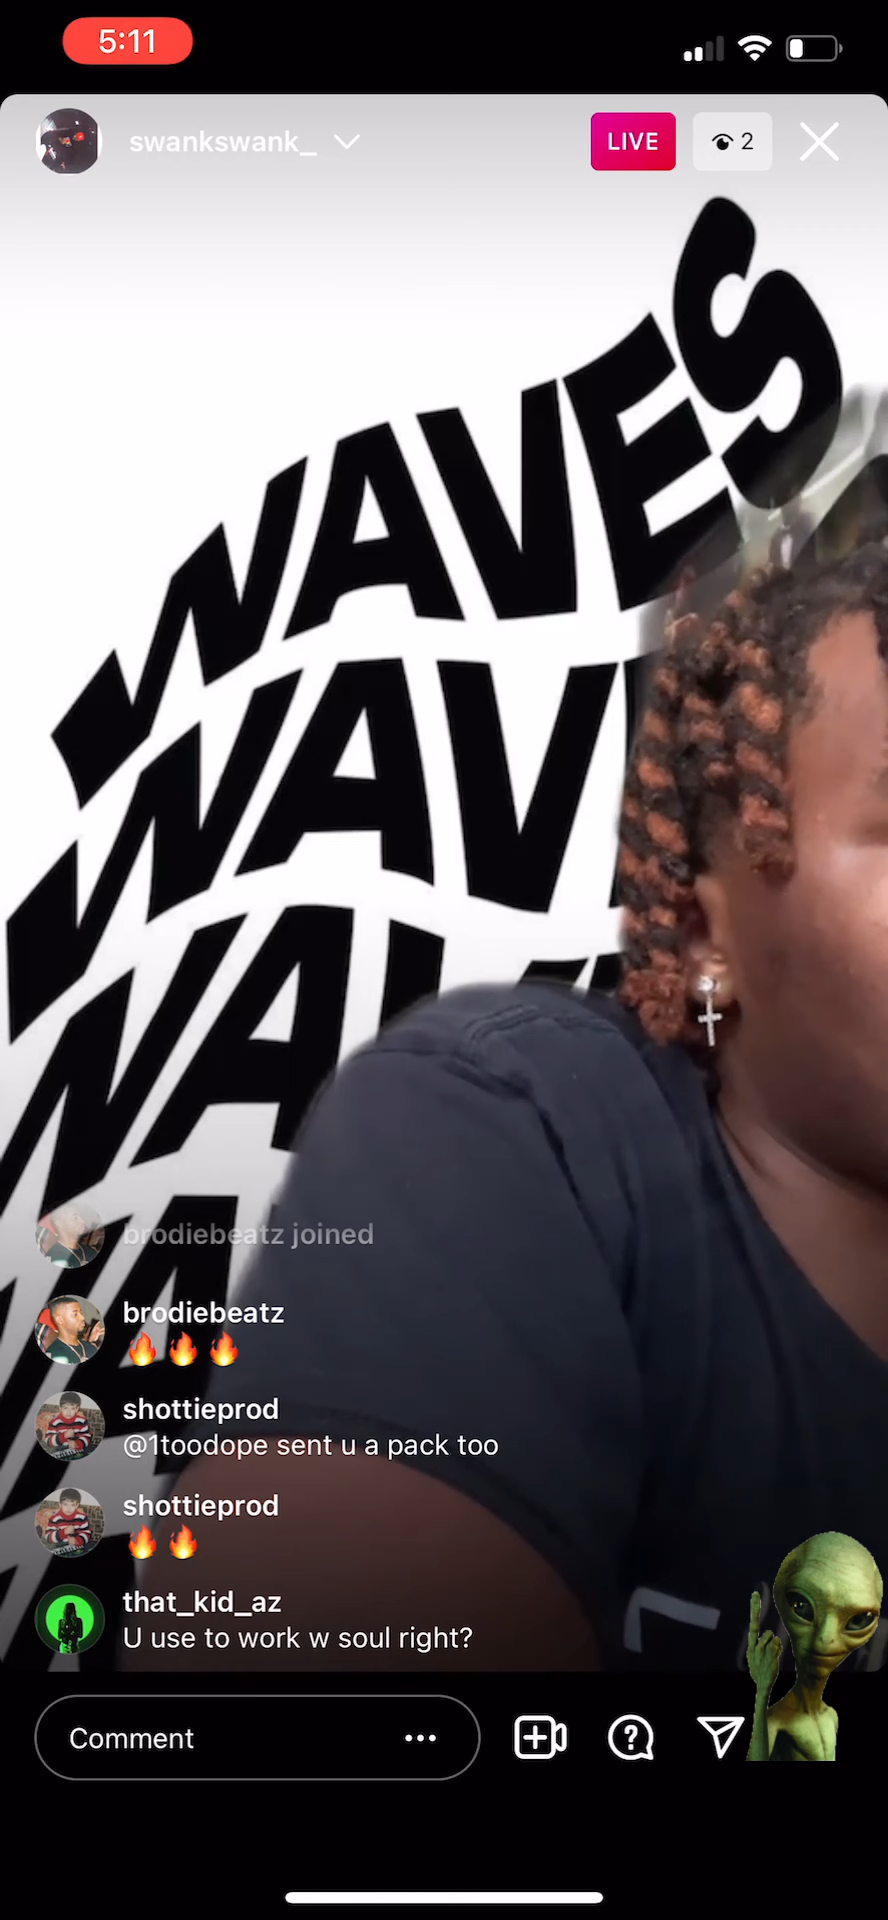 5:11
swankswank_
LIVE
2
WAVES
WAV
WAV
brodiebeatz joined
brodiebeatz
🔥 🔥 🔥
shottieprod
@1toodope sent u a pack too
shottieprod
🔥 🔥
that_kid_az
U use to work w soul right?
Comment